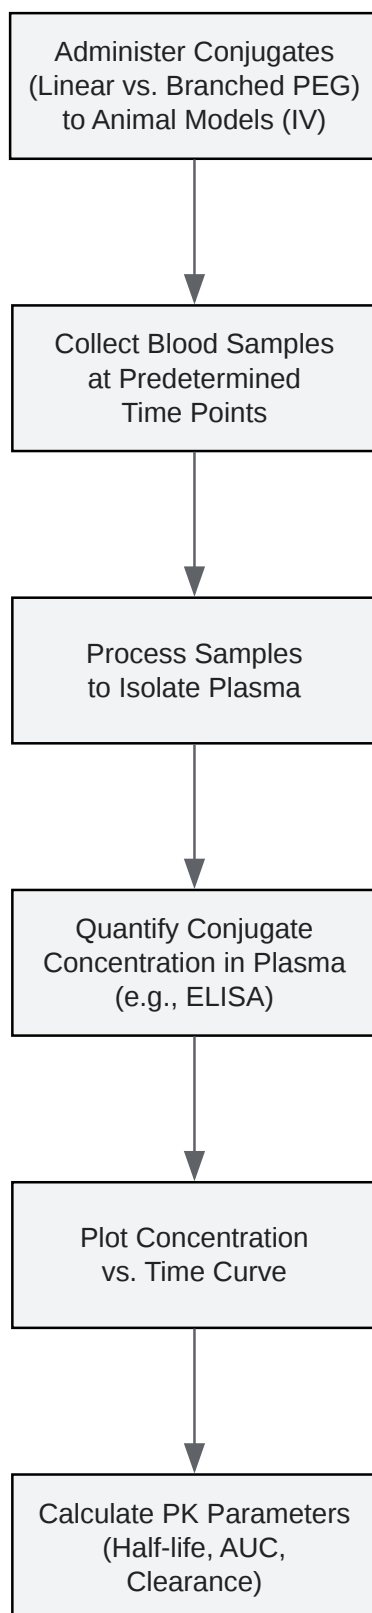 Administer Conjugates
(Linear vs. Branched PEG)
to Animal Models (IV)
Collect Blood Samples
at Predetermined
Time Points
Process Samples
to Isolate Plasma
Quantify Conjugate
Concentration in Plasma
(e.g., ELISA)
Plot Concentration
vs. Time Curve
Calculate PK Parameters
(Half-life, AUC,
Clearance)